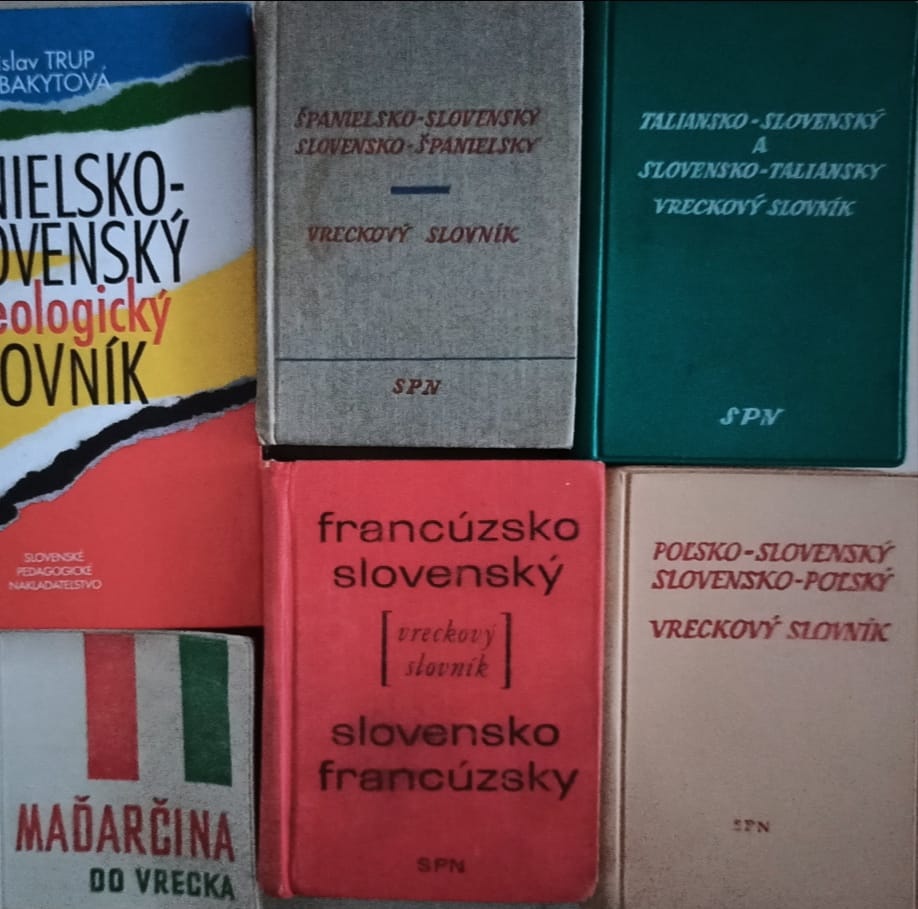 islav TRUP
BAKYTOVÁ
NIELSKO-
OVENSKÝ
eologický
OVNÍK
SLOVENSKÉ
PEDAGOGICKÉ
NAKLADATEĽSTVO
ŠPANIELSKO-SLOVENSKÝ
SLOVENSKO-ŠPANIELSKY
VRECKOVÝ SLOVNÍK
SPN
TALIANSKO-SLOVENSKÝ
A
SLOVENSKO-TALIANSKY
VRECKOVÝ SLOVNÍK
SPN
MAĎARČINA
DO VRECKA
francúzsko
slovenský
[vreckový
slovník]
slovensko
francúzsky
SPN
POĽSKO-SLOVENSKÝ
SLOVENSKO-POĽSKÝ
VRECKOVÝ SLOVNÍK
SPN